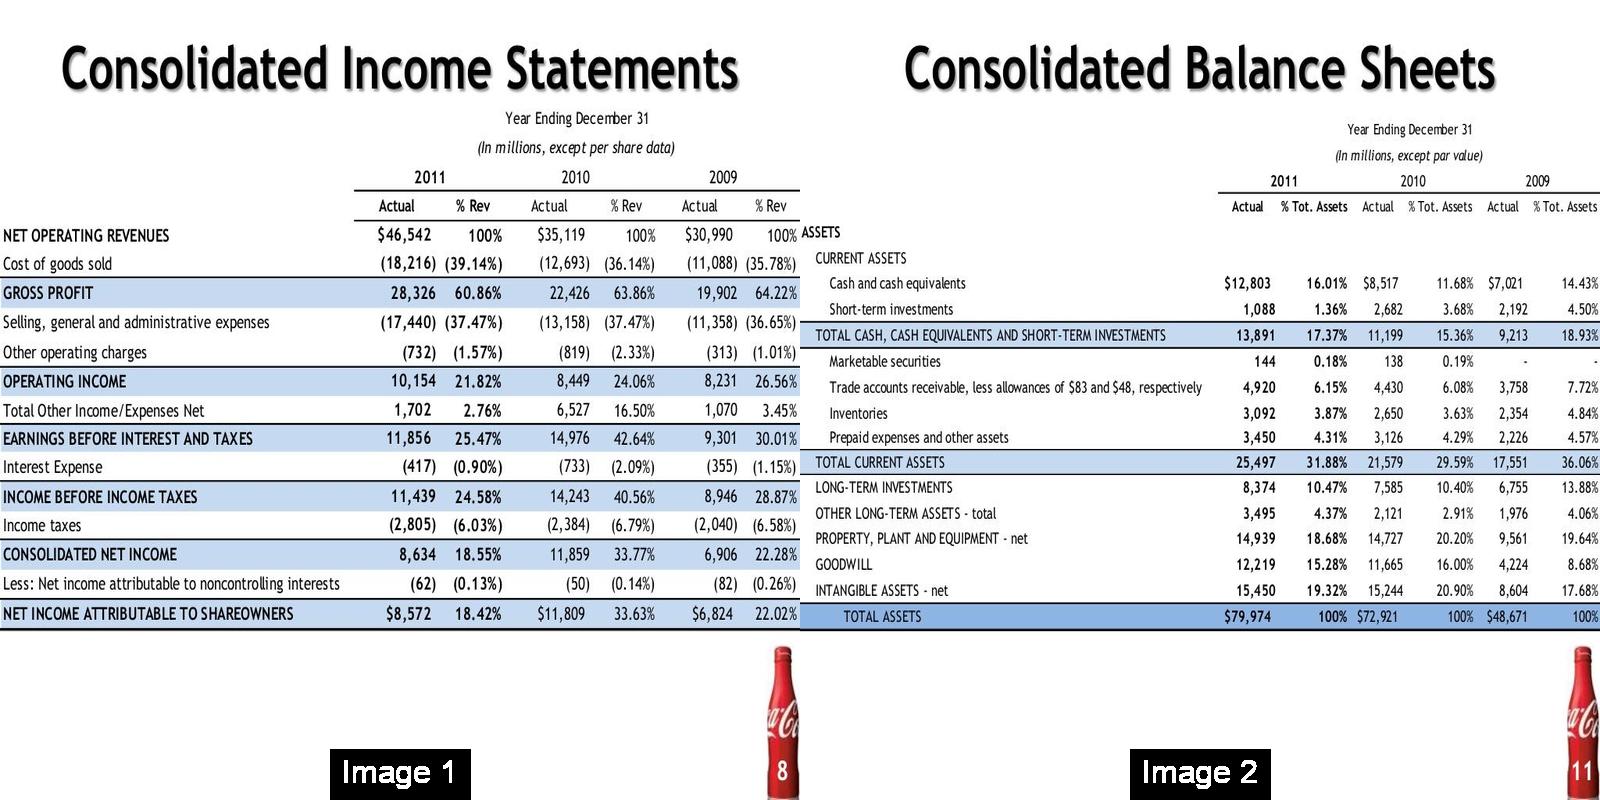 Consolidated Income Statements
Year Ending December 31
(In millions, except per share data)
2011 2010 2009
Actual % Rev Actual % Rev Actual % Rev
NET OPERATING REVENUES $46,542 100% $35,119 100% $30,990 100%
Cost of goods sold (18,216) (39.14%) (12,693) (36.14%) (11,088) (35.78%)
GROSS PROFIT 28,326 60.86% 22,426 63.86% 19,902 64.22%
Selling, general and administrative expenses (17,440) (37.47%) (13,158) (37.47%) (11,358) (36.65%)
Other operating charges (732) (1.57%) (819) (2.33%) (313) (1.01%)
OPERATING INCOME 10,154 21.82% 8,449 24.06% 8,231 26.56%
Total Other Income/Expenses Net 1,702 2.76% 6,527 16.50% 1,070 3.45%
EARNINGS BEFORE INTEREST AND TAXES 11,856 25.47% 14,976 42.64% 9,301 30.01%
Interest Expense (417) (0.90%) (733) (2.09%) (355) (1.15%)
INCOME BEFORE INCOME TAXES 11,439 24.58% 14,243 40.56% 8,946 28.87%
Income taxes (2,805) (6.03%) (2,384) (6.79%) (2,040) (6.58%)
CONSOLIDATED NET INCOME 8,634 18.55% 11,859 33.77% 6,906 22.28%
Less: Net income attributable to noncontrolling interests (62) (0.13%) (50) (0.14%) (82) (0.26%)
NET INCOME ATTRIBUTABLE TO SHAREOWNERS $8,572 18.42% $11,809 33.63% $6,824 22.02%
8
Image 1
Consolidated Balance Sheets
Year Ending December 31
(In millions, except par value)
2011 2010 2009
Actual % Tot. Assets Actual % Tot. Assets Actual % Tot. Assets
ASSETS
CURRENT ASSETS
Cash and cash equivalents $12,803 16.01% $8,517 11.68% $7,021 14.43%
Short-term investments 1,088 1.36% 2,682 3.68% 2,192 4.50%
TOTAL CASH, CASH EQUIVALENTS AND SHORT-TERM INVESTMENTS 13,891 17.37% 11,199 15.36% 9,213 18.93%
Marketable securities 144 0.18% 138 0.19% - -
Trade accounts receivable, less allowances of $83 and $48, respectively 4,920 6.15% 4,430 6.08% 3,758 7.72%
Inventories 3,092 3.87% 2,650 3.63% 2,354 4.84%
Prepaid expenses and other assets 3,450 4.31% 3,126 4.29% 2,226 4.57%
TOTAL CURRENT ASSETS 25,497 31.88% 21,579 29.59% 17,551 36.06%
LONG-TERM INVESTMENTS 8,374 10.47% 7,585 10.40% 6,755 13.88%
OTHER LONG-TERM ASSETS - total 3,495 4.37% 2,121 2.91% 1,976 4.06%
PROPERTY, PLANT AND EQUIPMENT - net 14,939 18.68% 14,727 20.20% 9,561 19.64%
GOODWILL 12,219 15.28% 11,665 16.00% 4,224 8.68%
INTANGIBLE ASSETS - net 15,450 19.32% 15,244 20.90% 8,604 17.68%
TOTAL ASSETS $79,974 100% $72,921 100% $48,671 100%
11
Image 2